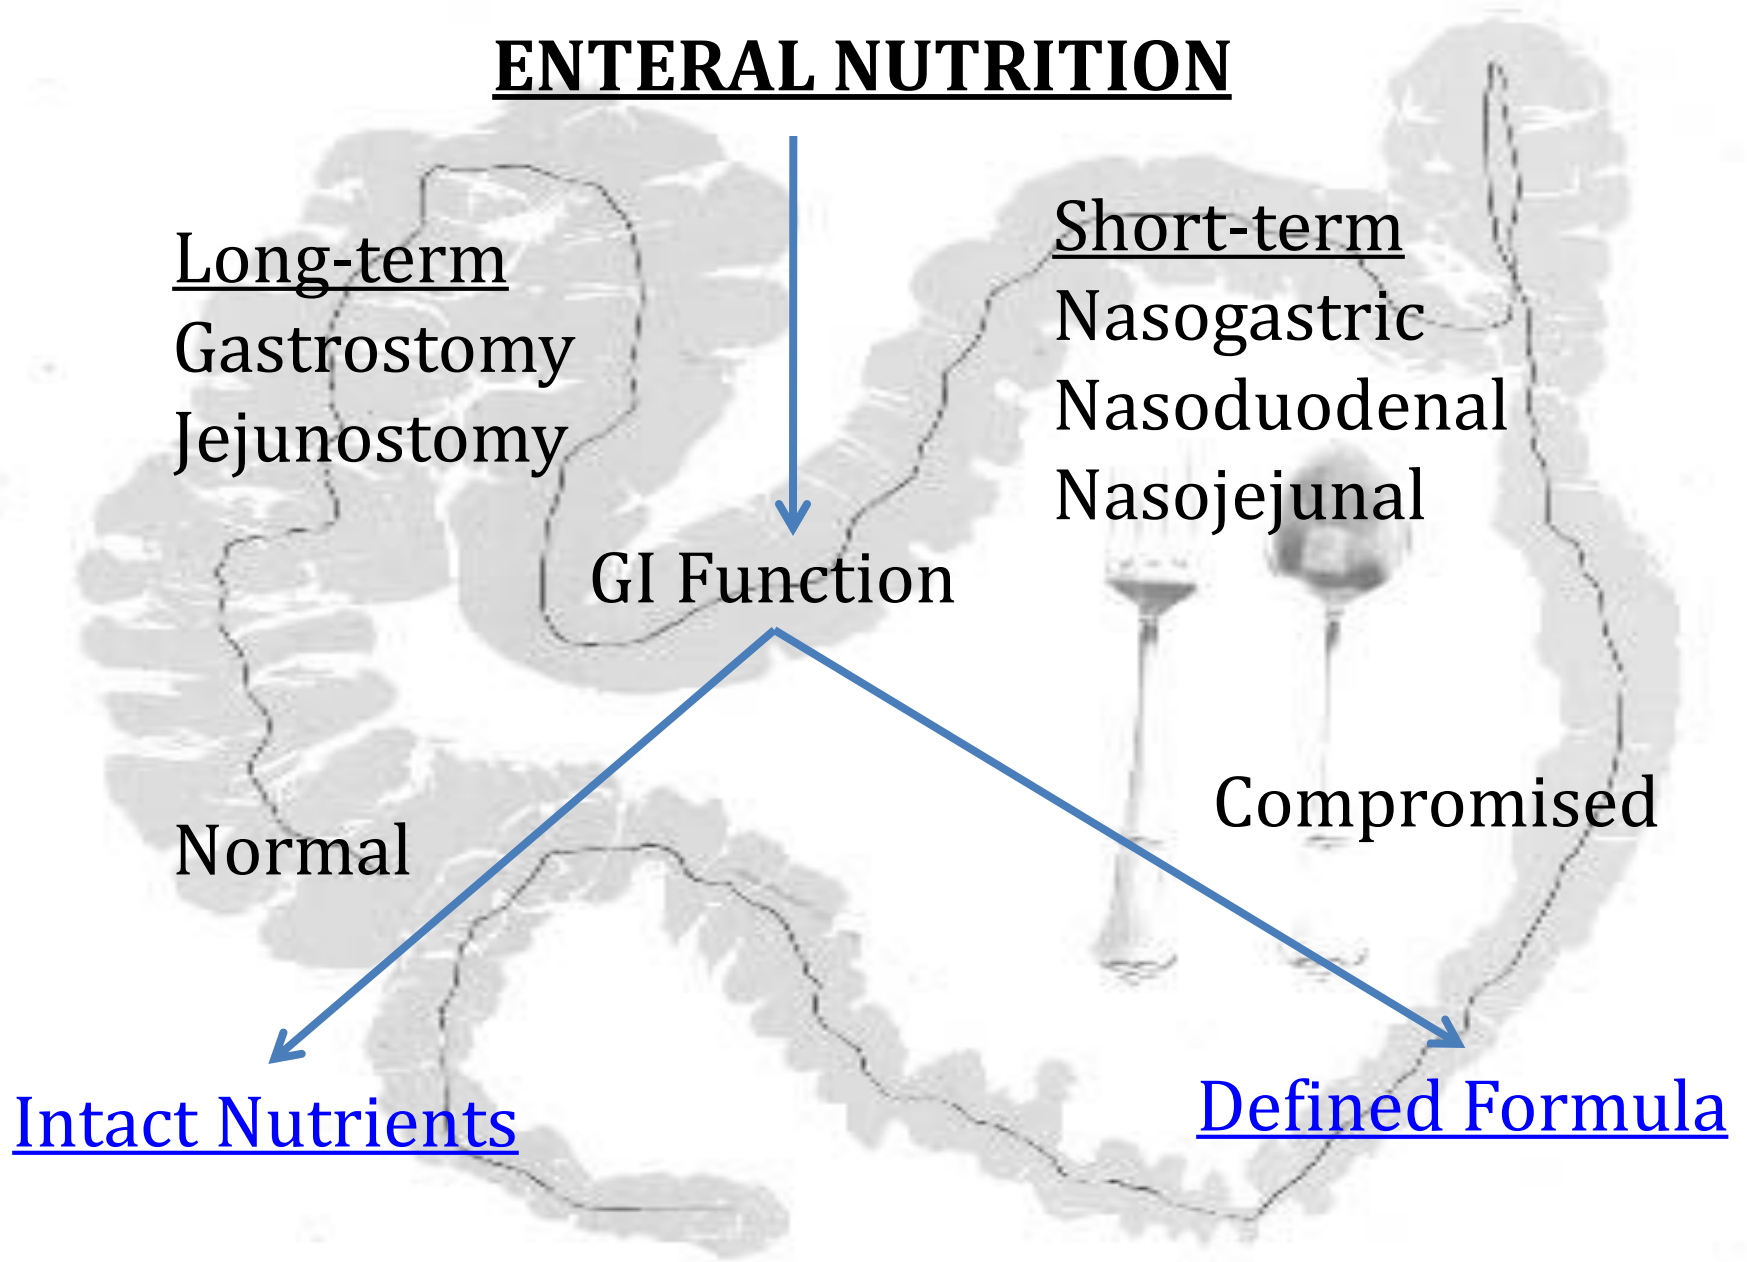 ENTERAL NUTRITION
Long-term
Gastrostomy
Jejunostomy
Short-term
Nasogastric
Nasoduodenal
Nasojejunal
GI Function
Normal
Compromised
Intact Nutrients
Defined Formula